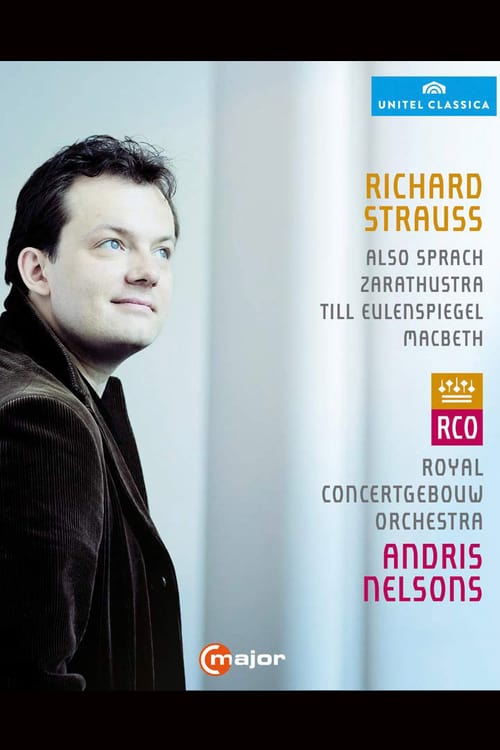 UNITEL CLASSICA
RICHARD
STRAUSS
ALSO SPRACH
ZARATHUSTRA
TILL EULENSPIEGEL
MACBETH
RCO
ROYAL
CONCERTGEBOUW
ORCHESTRA
ANDRIS
NELSONS
C major